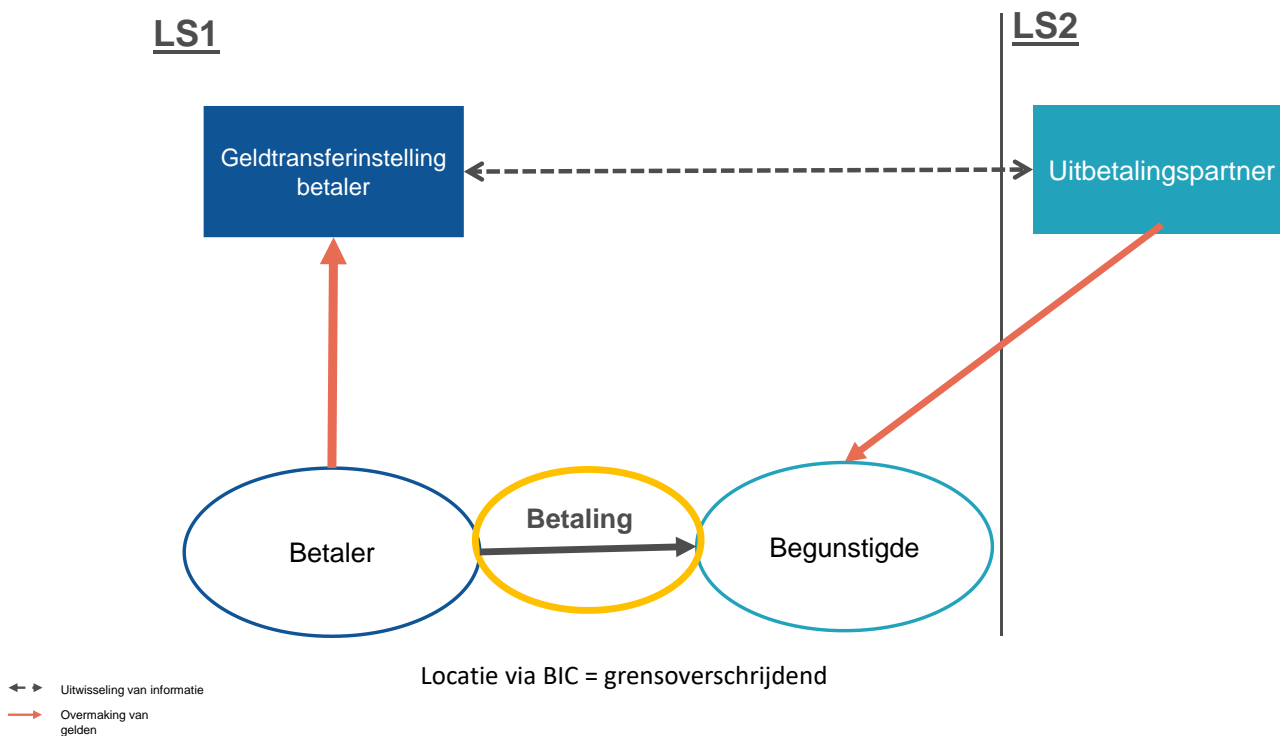 LS1
LS2
Geldtransferinstelling
betaler
Uitbetalingspartner
Betaling
Betaler
Begunstigde
Locatie via BIC = grensoverschrijdend
Uitwisseling van informatie
Overmaking van
gelden